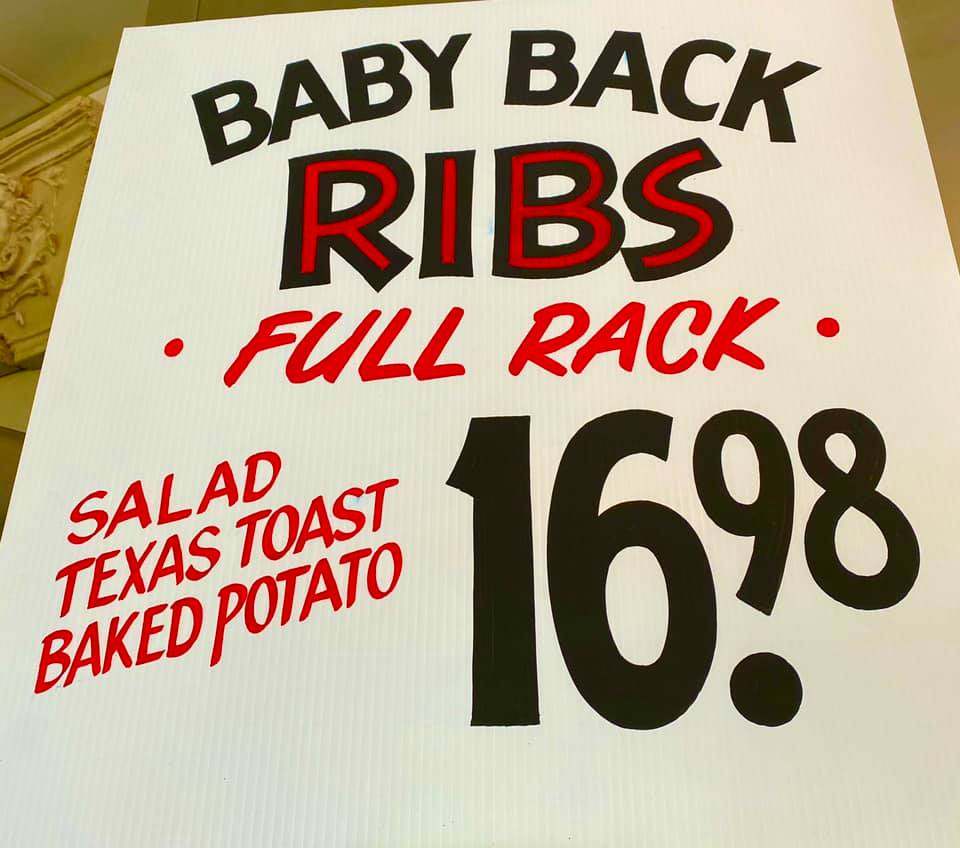 BABY BACK
RIBS
• FULL RACK •
SALAD
TEXAS TOAST
BAKED POTATO
16.98